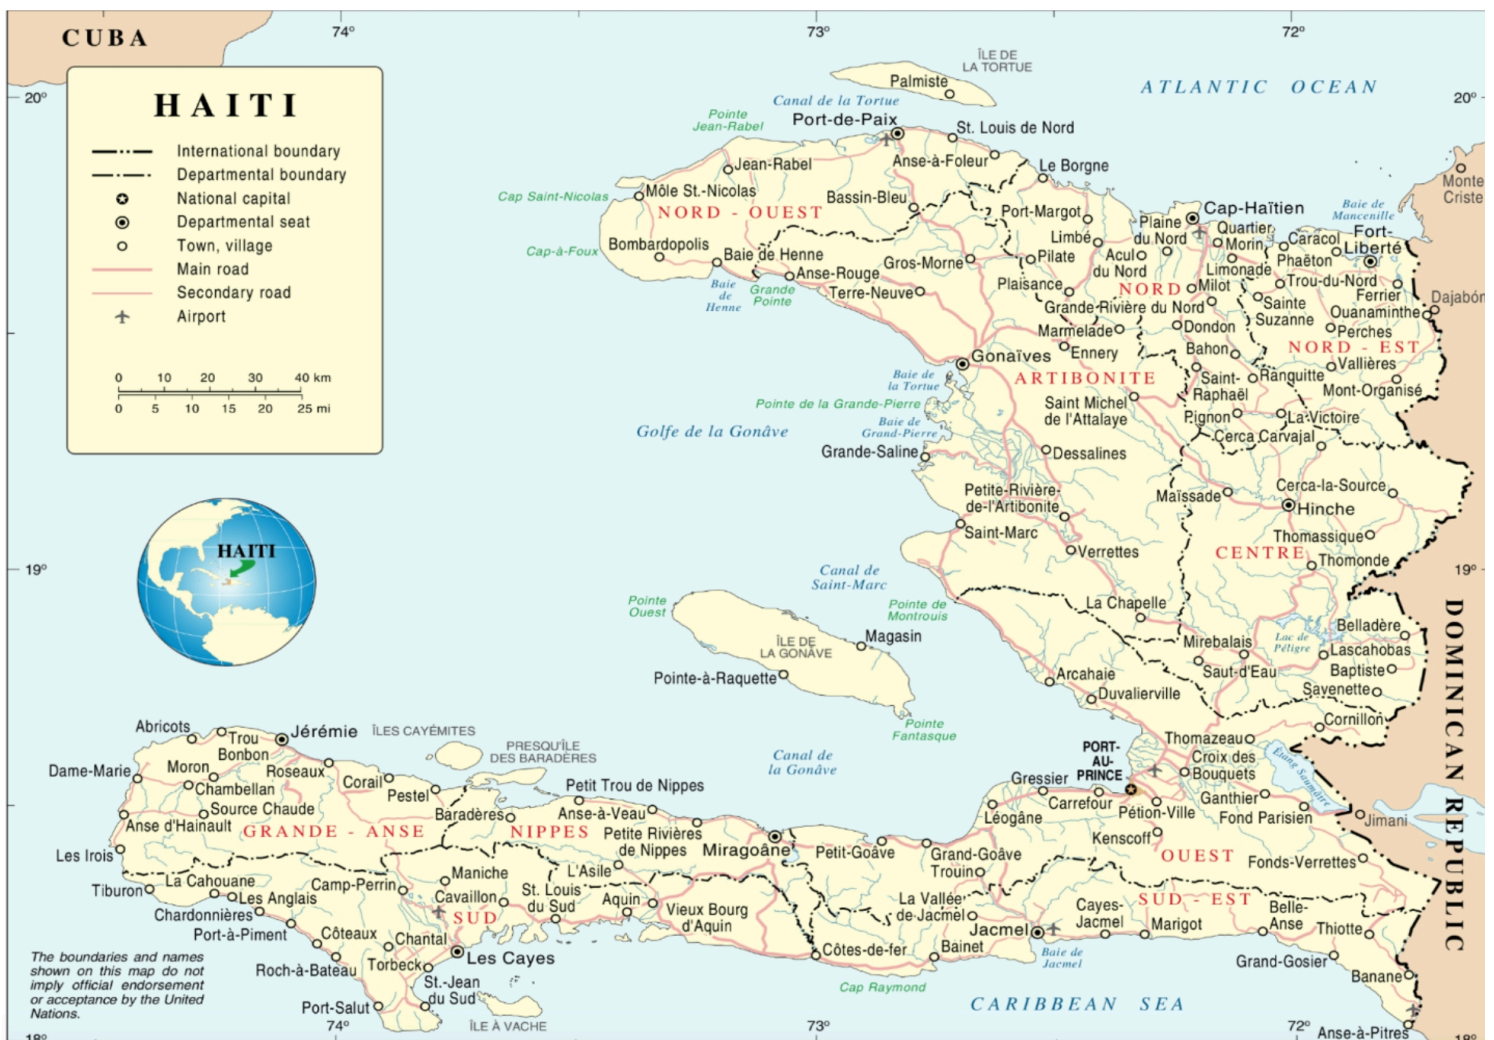 CUBA
74°
73°
72°
HAITI
International boundary
Departmental boundary
National capital
Departmental seat
Town, village
Main road
Secondary road
Airport
0 10 20 30 40 km
0 5 10 15 20 25 mi
HAITI
ÎLE DE
LA TORTUE
Palmiste
ATLANTIC OCEAN
20°
20°
Canal de la Tortue
Pointe
Jean-Rabel
Port-de-Paix
St. Louis de Nord
Anse-à-Foleur
Le Borgne
Jean-Rabel
Monte
Criste
Cap Saint-Nicolas
Môle St.-Nicolas
Bassin-Bleu
NORD - OUEST
Port-Margot
Plaine
du Nord
Cap-Haïtien
Baie de
Mancenille
Quartier
Morin
Caracol
Fort-
Liberté
Limbé
Bombardopolis
Cap-à-Foux
Baie de Henne
Gros-Morne
Pilate
Acul
du Nord
Limonade
Phaëton
Anse-Rouge
Baie
de
Henne
Grande
Pointe
Terre-Neuve
Plaisance
NORD
Milot
Trou-du-Nord
Ferrier
Dajabón
Grande-Rivière du Nord
Sainte
Suzanne
Ouanaminthe
Marmelade
Dondon
Perches
Gonaïves
Ennery
Bahon
NORD - EST
Vallières
Baie de
la Tortue
ARTIBONITE
Saint-
Raphaël
Ranquitte
Mont-Organisé
Pointe de la Grande-Pierre
Saint Michel
de l'Attalaye
Pignon
La-Victoire
Golfe de la Gonâve
Baie de
Grand-Pierre
Cerca Carvajal
Grande-Saline
Dessalines
Petite-Rivière-
de-l'Artibonite
Maïssade
Cerca-la-Source
Hinche
Saint-Marc
Thomassique
Verrettes
CENTRE
Thomonde
19°
19°
Canal de
Saint-Marc
Pointe
Ouest
Pointe de
Montrouis
La Chapelle
Belladère
ÎLE DE
LA GONÂVE
Magasin
Mirebalais
Lac de
Péligre
Lascahobas
Pointe-à-Raquette
Arcahaie
Saut-d'Eau
Baptiste
Duvalierville
Savenette
Pointe
Fantasque
Cornillon
DOMINICAN REPUBLIC
Abricots
Trou
Bonbon
Jérémie
ÎLES CAYÉMITES
PRESQU'ÎLE
DES BARADÈRES
Canal de
la Gonâve
PORT-
AU-
PRINCE
Thomazeau
Croix des
Bouquets
Étang Saumâtre
Dame-Marie
Moron
Roseaux
Corail
Petit Trou de Nippes
Gressier
Chambellan
Pestel
Carrefour
Pétion-Ville
Ganthier
Source Chaude
Baradères
Anse-à-Veau
Léogâne
Fond Parisien
Jimani
Anse d'Hainault
GRANDE - ANSE
NIPPES
Petite Rivières
de Nippes
Miragoâne
Kenscoff
Les Irois
Petit-Goâve
Grand-Goâve
OUEST
Fonds-Verrettes
L'Asile
Trouin
Tiburon
La Cahouane
Camp-Perrin
Maniche
Les Anglais
Cavaillon
St. Louis
du Sud
Aquin
La Vallée
de-Jacmel
SUD - EST
Chardonnières
SUD
Vieux Bourg
d'Aquin
Cayes-
Jacmel
Belle-
Anse
Port-à-Piment
Jacmel
Marigot
Thiotte
Côteaux
Chantal
Les Cayes
Côtes-de-fer
Bainet
Baie de
Jacmel
Grand-Gosier
Roch-à-Bateau
Torbeck
Banane
St.-Jean
du Sud
Cap Raymond
Port-Salut
ÎLE À VACHE
CARIBBEAN SEA
Anse-à-Pitres
The boundaries and names
shown on this map do not
imply official endorsement
or acceptance by the United
Nations.
18°
74°
73°
72°
18°